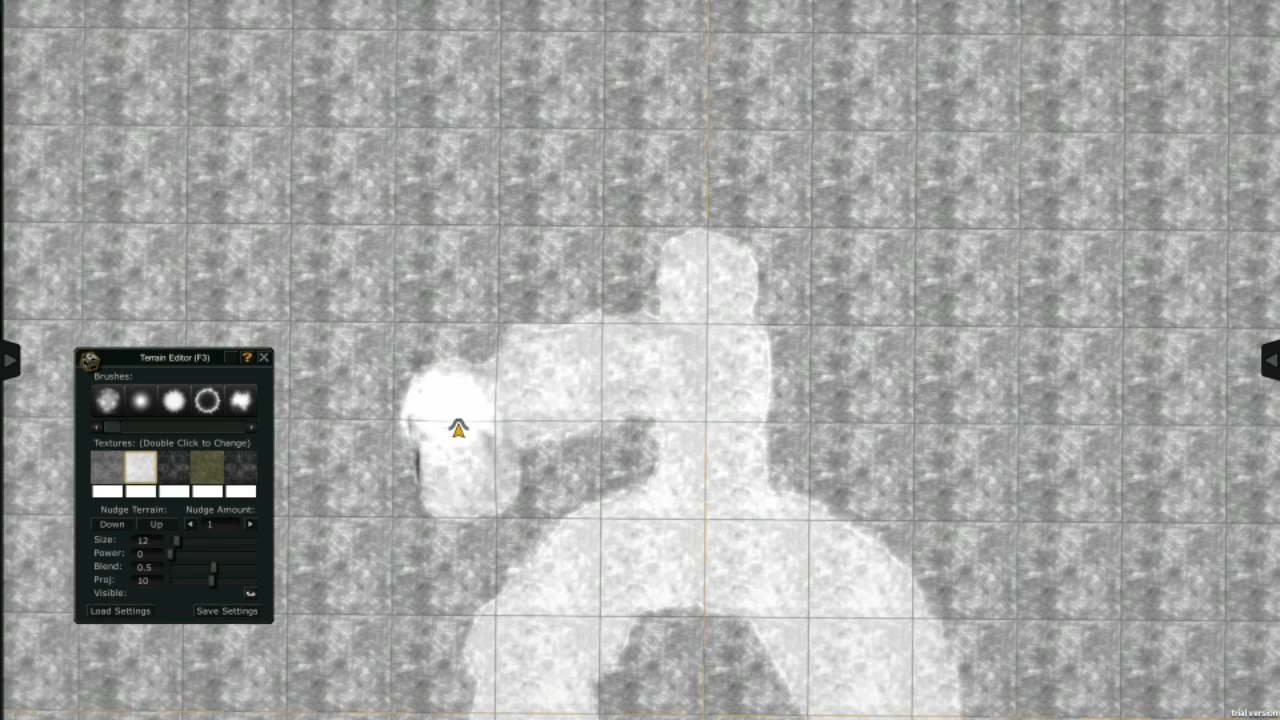 Terrain Editor (F3)
?
Brushes:
Textures: (Double Click to Change)
Nudge Terrain: Nudge Amount:
Down Up 1
Size: 12
Power: 0
Blend: 0.5
Proj: 10
Visible:
Load Settings Save Settings
trial version